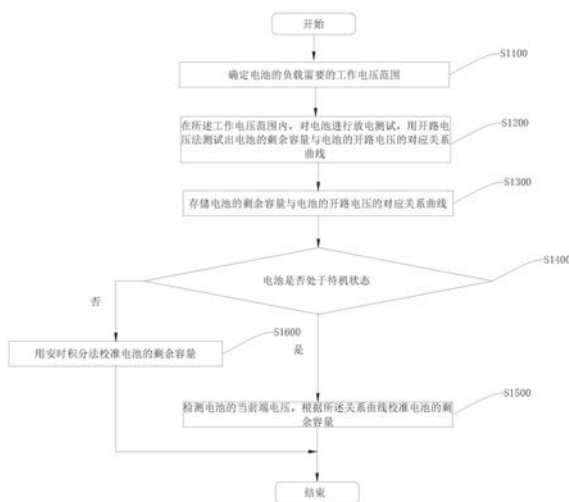 开始
S1100
确定电池的负载需要的工作电压范围
S1200
在所述工作电压范围内，对电池进行放电测试，用开路电
压法测试出电池的剩余容量与电池的开路电压的对应关系
曲线
S1300
存储电池的剩余容量与电池的开路电压的对应关系曲线
S1400
电池是否处于待机状态
否
S1600
用安时积分法校准电池的剩余容量
是
S1500
检测电池的当前端电压，根据所述关系曲线校准电池的剩
余容量
结束